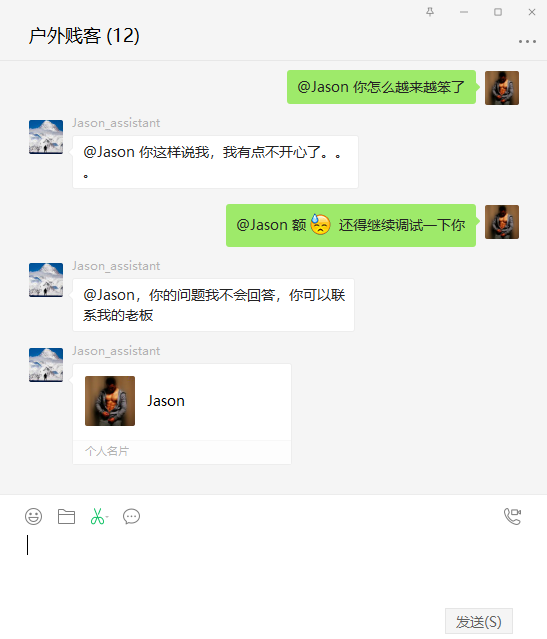 户外贱客 (12)
@Jason 你怎么越来越笨了
Jason_assistant
@Jason 你这样说我，我有点不开心了。。
。
@Jason 额 还得继续调试一下你
Jason_assistant
@Jason，你的问题我不会回答，你可以联
系我的老板
Jason_assistant
Jason
个人名片
发送(S)